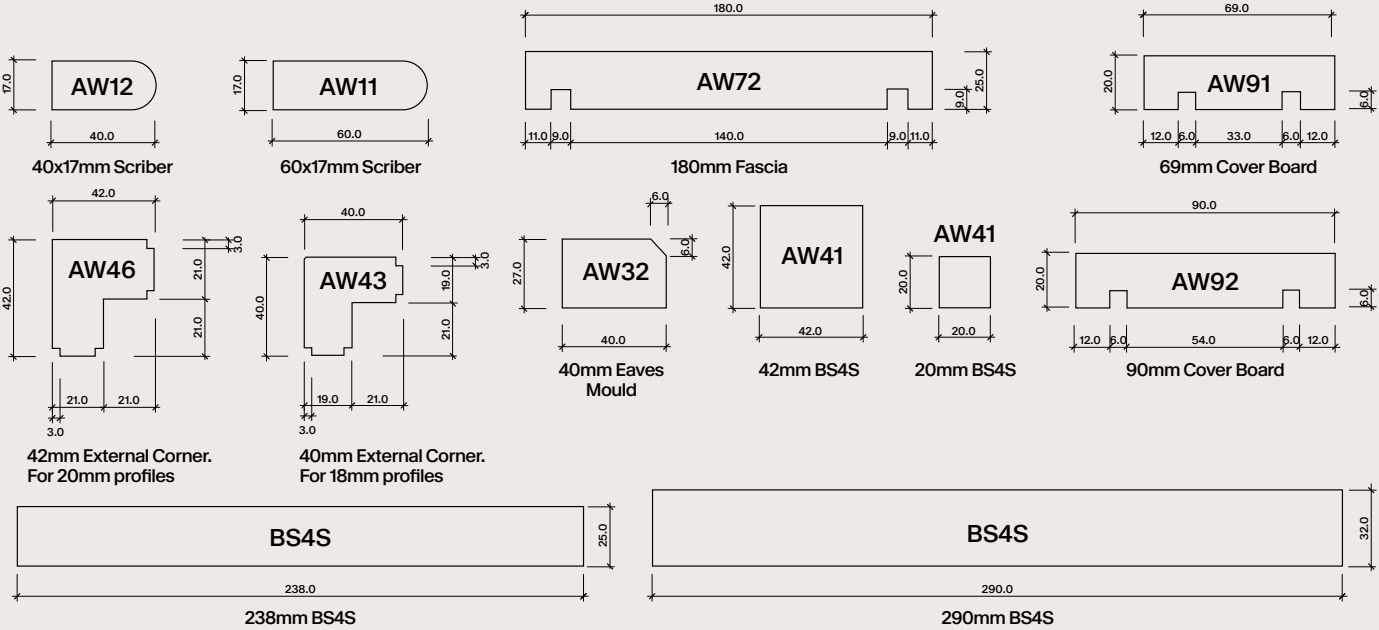 180.0
69.0
17.0
AW12
40.0
40x17mm Scriber
17.0
AW11
60.0
60x17mm Scriber
AW72
25.0
9.0
11.0 9.0 140.0 9.0 11.0
180mm Fascia
20.0
AW91
6.0
12.0 6.0 33.0 6.0 12.0
69mm Cover Board
42.0
3.0
AW46
42.0
21.0
21.0
21.0 21.0
3.0
42mm External Corner.
For 20mm profiles
40.0
3.0
AW43
40.0
19.0
21.0
19.0 21.0
3.0
40mm External Corner.
For 18mm profiles
6.0
6.0
27.0
AW32
40.0
40mm Eaves
Mould
42.0
AW41
42.0
42mm BS4S
AW41
20.0
20.0
20mm BS4S
90.0
20.0
AW92
6.0
12.0 6.0 54.0 6.0 12.0
90mm Cover Board
BS4S
25.0
238.0
238mm BS4S
BS4S
32.0
290.0
290mm BS4S